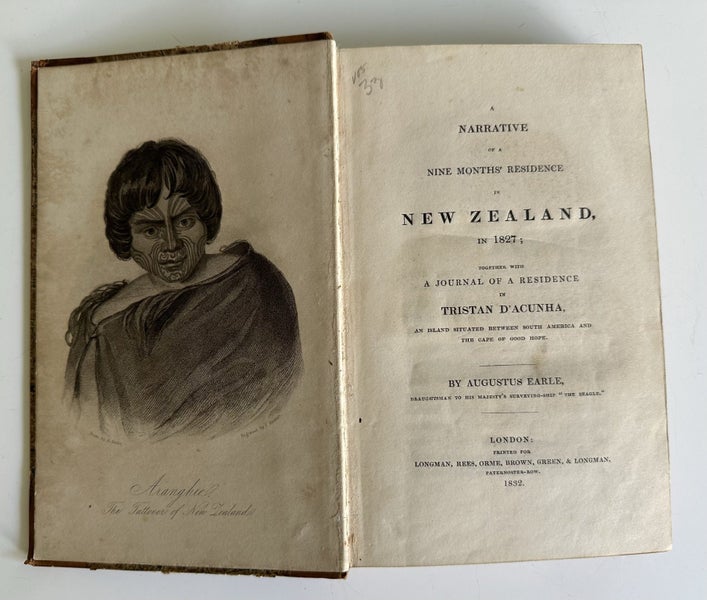 Aranghie,
The Tattooer of New Zealand
A
NARRATIVE
OF A
NINE MONTHS' RESIDENCE
IN
NEW ZEALAND,
IN 1827;
TOGETHER WITH
A JOURNAL OF A RESIDENCE
IN
TRISTAN D'ACUNHA,
AN ISLAND SITUATED BETWEEN SOUTH AMERICA AND
THE CAPE OF GOOD HOPE.
BY AUGUSTUS EARLE,
DRAUGHTSMAN TO HIS MAJESTY'S SURVEYING-SHIP "THE BEAGLE."
LONDON:
PRINTED FOR
LONGMAN, REES, ORME, BROWN, GREEN, & LONGMAN,
PATERNOSTER-ROW.
1832.